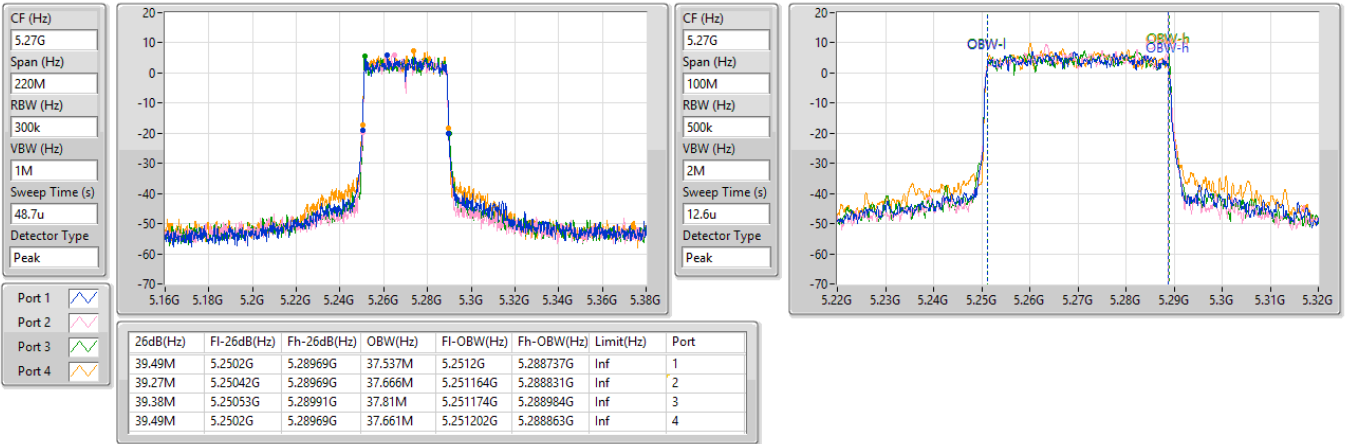 CF (Hz)
5.27G
Span (Hz)
220M
RBW (Hz)
300k
VBW (Hz)
1M
Sweep Time (s)
48.7u
Detector Type
Peak
20-
10-
0-
-10-
-20-
-30-
-40-
-50-
-60-
-70-
5.16G 5.18G 5.2G 5.22G 5.24G 5.26G 5.28G 5.3G 5.32G 5.34G 5.36G 5.38G
CF (Hz)
5.27G
Span (Hz)
100M
RBW (Hz)
500k
VBW (Hz)
2M
Sweep Time (s)
12.6u
Detector Type
Peak
20-
10-
0-
-10-
-20-
-30-
-40-
-50-
-60-
-70-
OBW-l
OBW-h
OBW-h
5.22G 5.23G 5.24G 5.25G 5.26G 5.27G 5.28G 5.29G 5.3G 5.31G 5.32G
Port 1
Port 2
Port 3
Port 4
26dB(Hz) Fl-26dB(Hz) Fh-26dB(Hz) OBW(Hz) Fl-OBW(Hz) Fh-OBW(Hz) Limit(Hz) Port
39.49M 5.2502G 5.28969G 37.537M 5.2512G 5.288737G Inf 1
39.27M 5.25042G 5.28969G 37.666M 5.251164G 5.288831G Inf 2
39.38M 5.25053G 5.28991G 37.81M 5.251174G 5.288984G Inf 3
39.49M 5.2502G 5.28969G 37.661M 5.251202G 5.288863G Inf 4